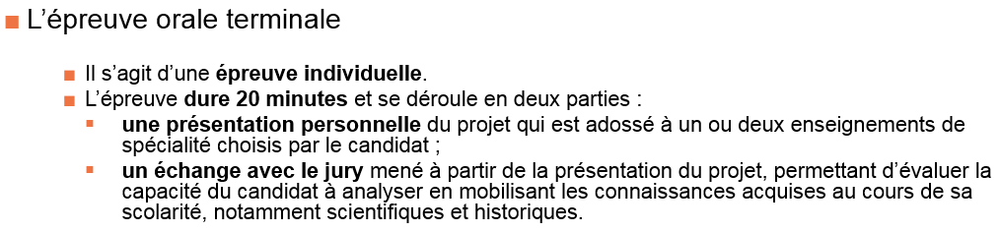 L’épreuve orale terminale
Il s’agit d’une épreuve individuelle.
L’épreuve dure 20 minutes et se déroule en deux parties :
une présentation personnelle du projet qui est adossé à un ou deux enseignements de
spécialité choisis par le candidat ;
un échange avec le jury mené à partir de la présentation du projet, permettant d’évaluer la
capacité du candidat à analyser en mobilisant les connaissances acquises au cours de sa
scolarité, notamment scientifiques et historiques.